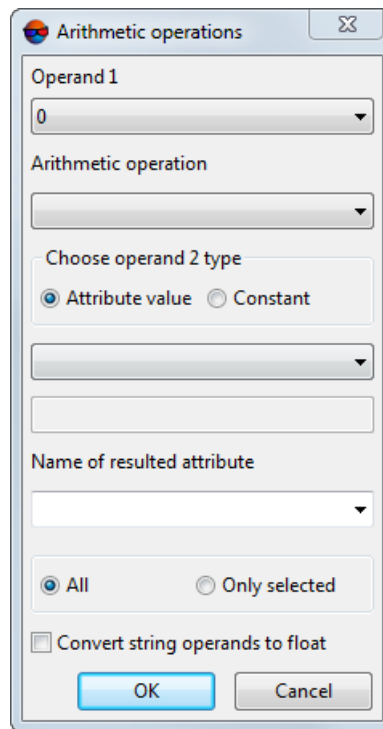 Arithmetic operations
Operand 1
0
Arithmetic operation
Choose operand 2 type
Attribute value Constant
Name of resulted attribute
All Only selected
Convert string operands to float
OK Cancel